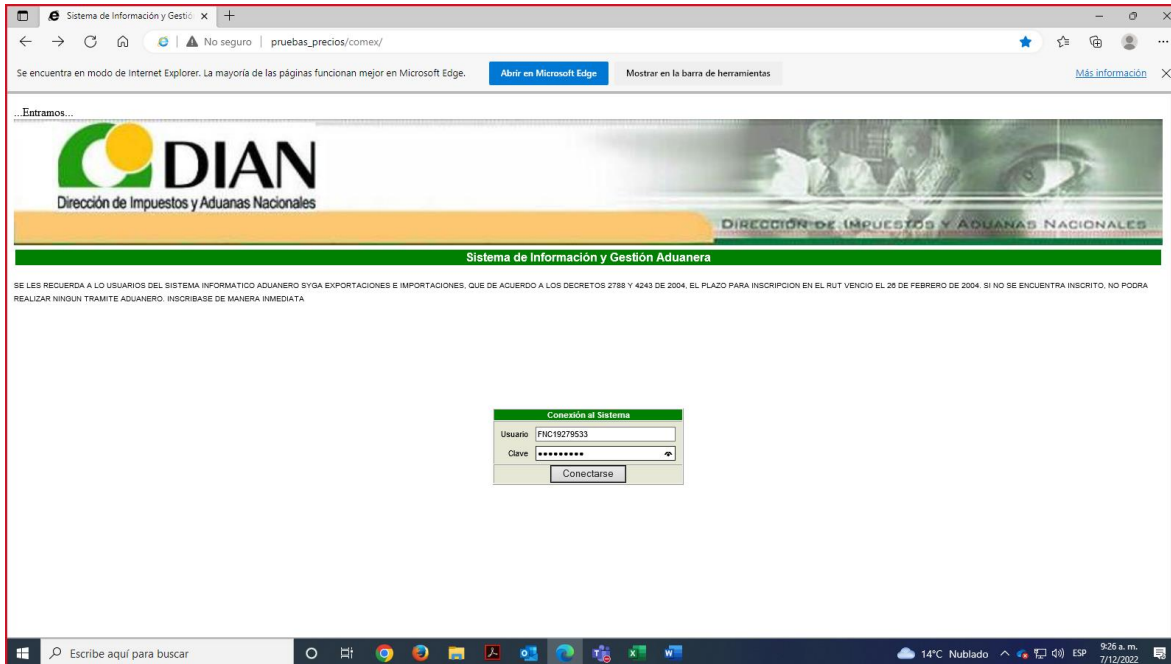 Sistema de Información y Gestió
No seguro | pruebas_precios/comex/
Se encuentra en modo de Internet Explorer. La mayoría de las páginas funcionan mejor en Microsoft Edge.
Abrir en Microsoft Edge
Mostrar en la barra de herramientas
Más información
...Entramos...
DIAN
Dirección de Impuestos y Aduanas Nacionales
DIRECCIÓN DE IMPUESTOS Y ADUANAS NACIONALES
Sistema de Información y Gestión Aduanera
SE LES RECUERDA A LO USUARIOS DEL SISTEMA INFORMATICO ADUANERO SYGA EXPORTACIONES E IMPORTACIONES, QUE DE ACUERDO A LOS DECRETOS 2788 Y 4243 DE 2004, EL PLAZO PARA INSCRIPCION EN EL RUT VENCIO EL 26 DE FEBRERO DE 2004. SI NO SE ENCUENTRA INSCRITO, NO PODRA
REALIZAR NINGUN TRAMITE ADUANERO. INSCRIBASE DE MANERA INMEDIATA
Conexión al Sistema
Usuario FNC19279533
Clave •••••••••
Conectarse
Escribe aquí para buscar
14°C Nublado
ESP
9:26 a. m.
7/12/2022